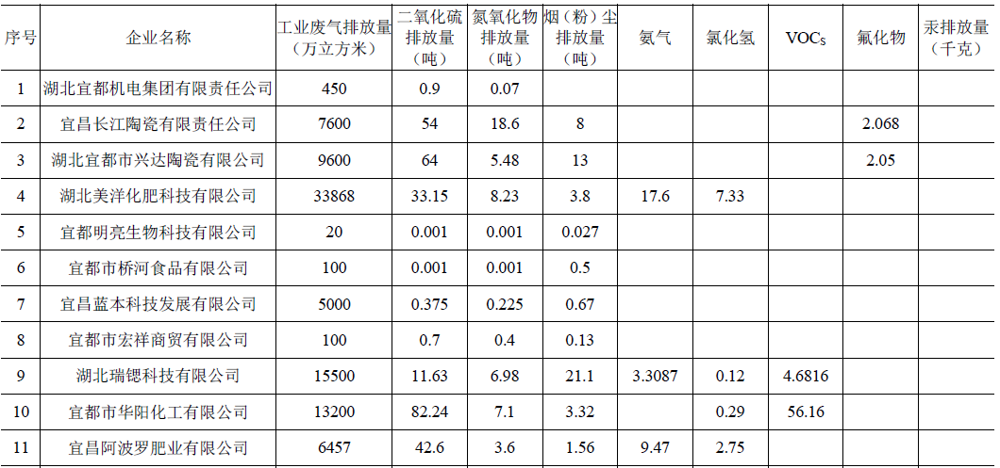 序号 企业名称 工业废气排放量（万立方米） 二氧化硫排放量（吨） 氮氧化物排放量（吨） 烟（粉）尘排放量（吨） 氨气 氯化氢 VOCs 氟化物 汞排放量（千克）
1 湖北宜都机电集团有限责任公司 450 0.9 0.07
2 宜昌长江陶瓷有限责任公司 7600 54 18.6 8 2.068
3 湖北宜都市兴达陶瓷有限公司 9600 64 5.48 13 2.05
4 湖北美洋化肥科技有限公司 33868 33.15 8.23 3.8 17.6 7.33
5 宜都明亮生物科技有限公司 20 0.001 0.001 0.027
6 宜都市桥河食品有限公司 100 0.001 0.001 0.5
7 宜昌蓝本科技发展有限公司 5000 0.375 0.225 0.67
8 宜都市宏祥商贸有限公司 100 0.7 0.4 0.13
9 湖北瑞锶科技有限公司 15500 11.63 6.98 21.1 3.3087 0.12 4.6816
10 宜都市华阳化工有限公司 13200 82.24 7.1 3.32 0.29 56.16
11 宜昌阿波罗肥业有限公司 6457 42.6 3.6 1.56 9.47 2.75